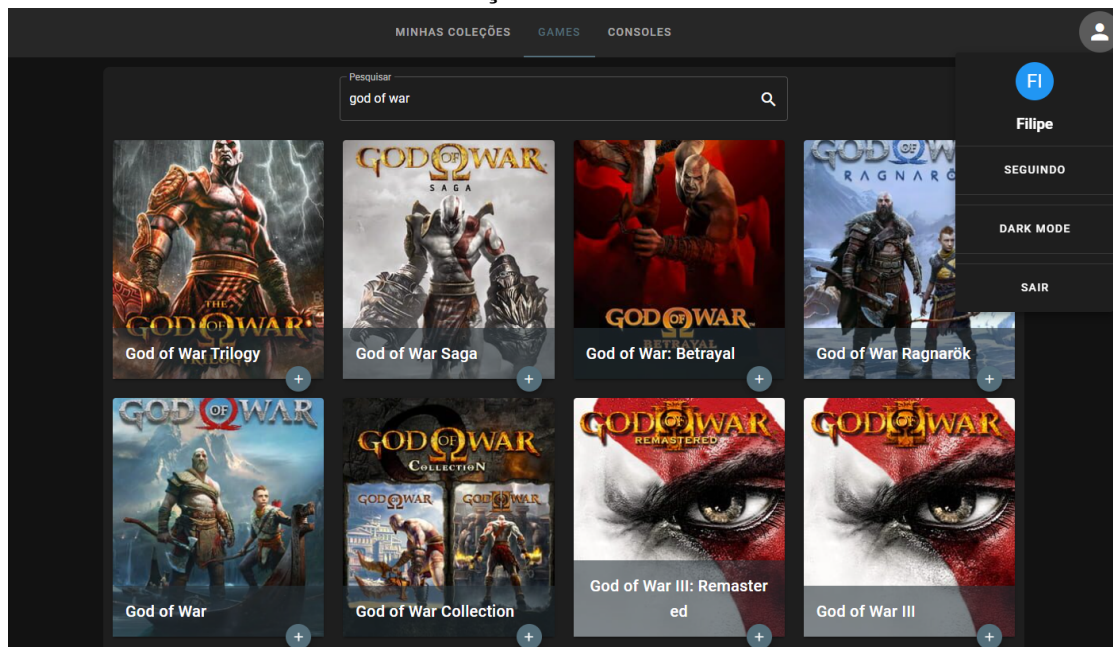 MINHAS COLEÇÕES GAMES CONSOLES
Pesquisar
god of war
FI
Filipe
SEGUINDO
DARK MODE
SAIR
THE
GOD OF WAR
TRILOGY
God of War Trilogy
GOD OF WAR
SAGA
God of War Saga
GOD OF WAR
BETRAYAL
God of War: Betrayal
GOD OF W
RAGNARÖ
God of War Ragnarök
GOD OF WAR
God of War
GOD OF WAR
COLLECTION
GOD OF WAR
GOD OF WAR
God of War Collection
GOD OF WAR
REMASTERED
God of War III: Remaster
ed
GOD OF WAR
God of War III